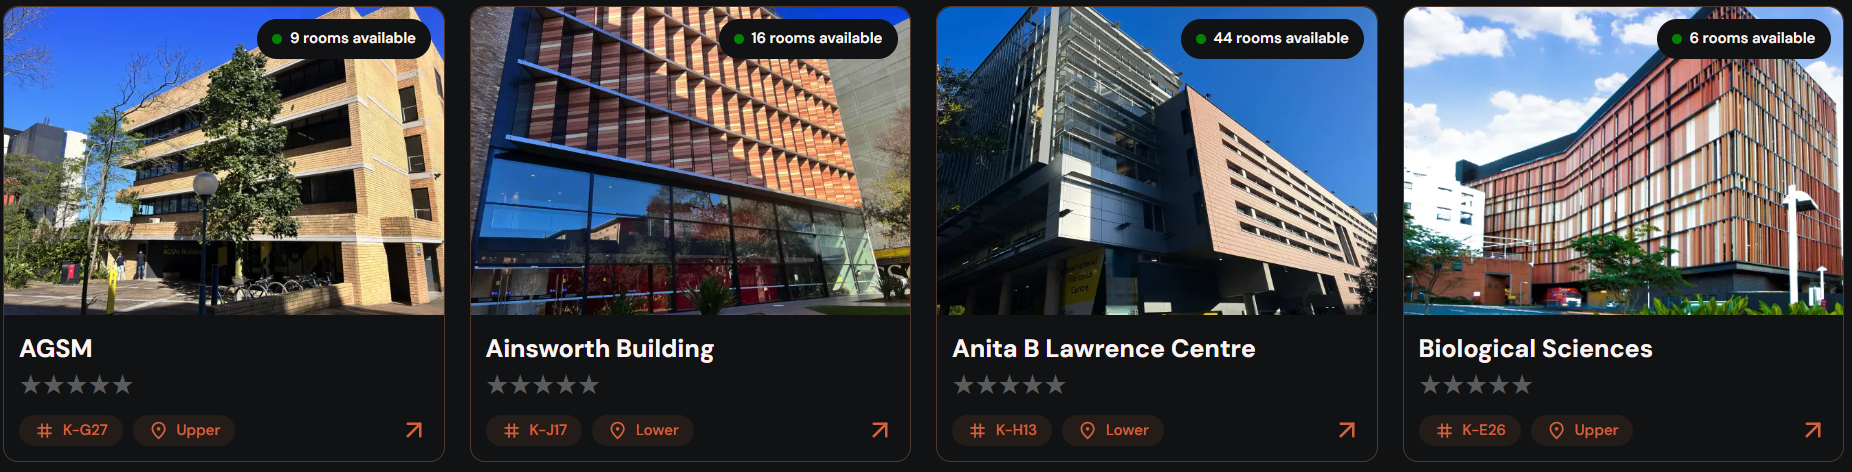 9 rooms available
16 rooms available
44 rooms available
6 rooms available
AGSM
Ainsworth Building
Anita B Lawrence Centre
Biological Sciences
K-G27
Upper
K-J17
Lower
K-H13
Lower
K-E26
Upper